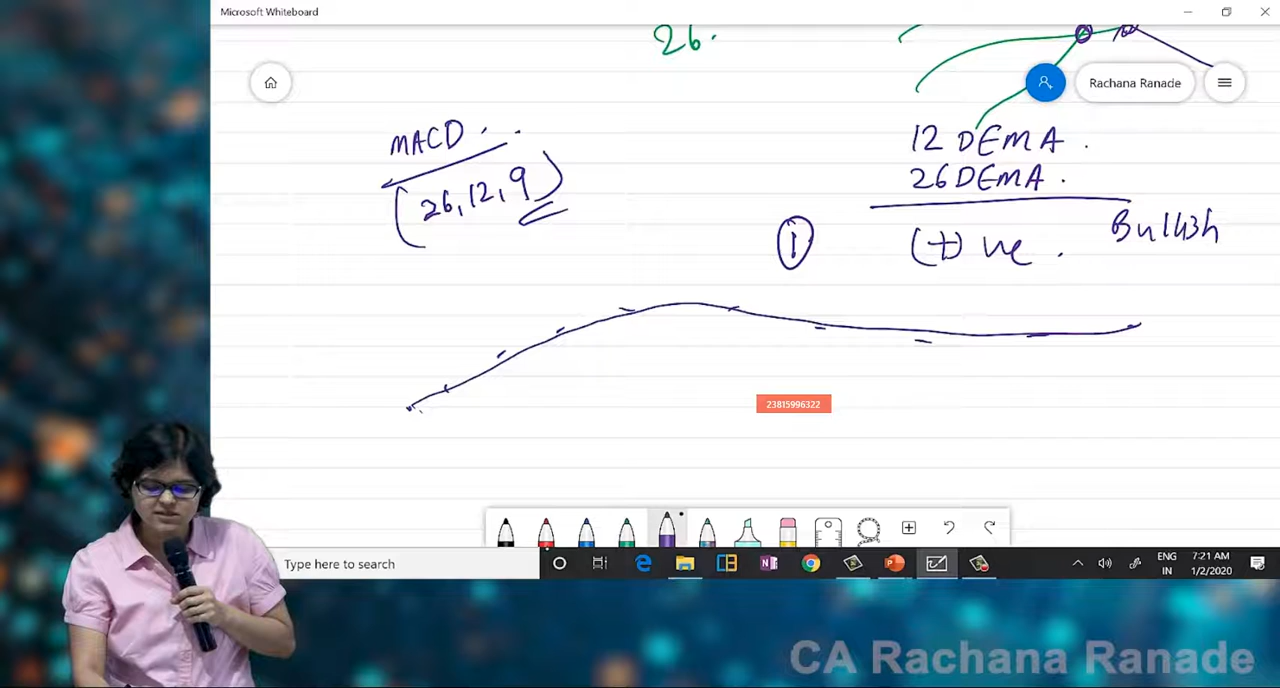 Microsoft Whiteboard
26.
Rachana Ranade
MACD
(26, 12, 9)
12 DEMA.
26 DEMA.
① (+) ve. Bullish
23815996322
Type here to search
ENG
IN
7:21 AM
1/2/2020
CA Rachana Ranade